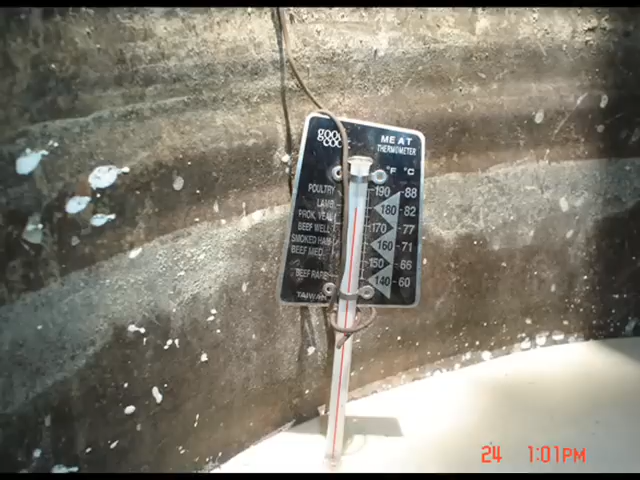 good cook
MEAT
THERMOMETER
°F °C
POULTRY 190 88
LAMB 180 82
PROK, VEAL
BEEF WELL 170 77
SMOKED HAM 160 71
BEEF MED.
150 66
BEEF RARE 140 60
TAIWAN
24 1:01PM